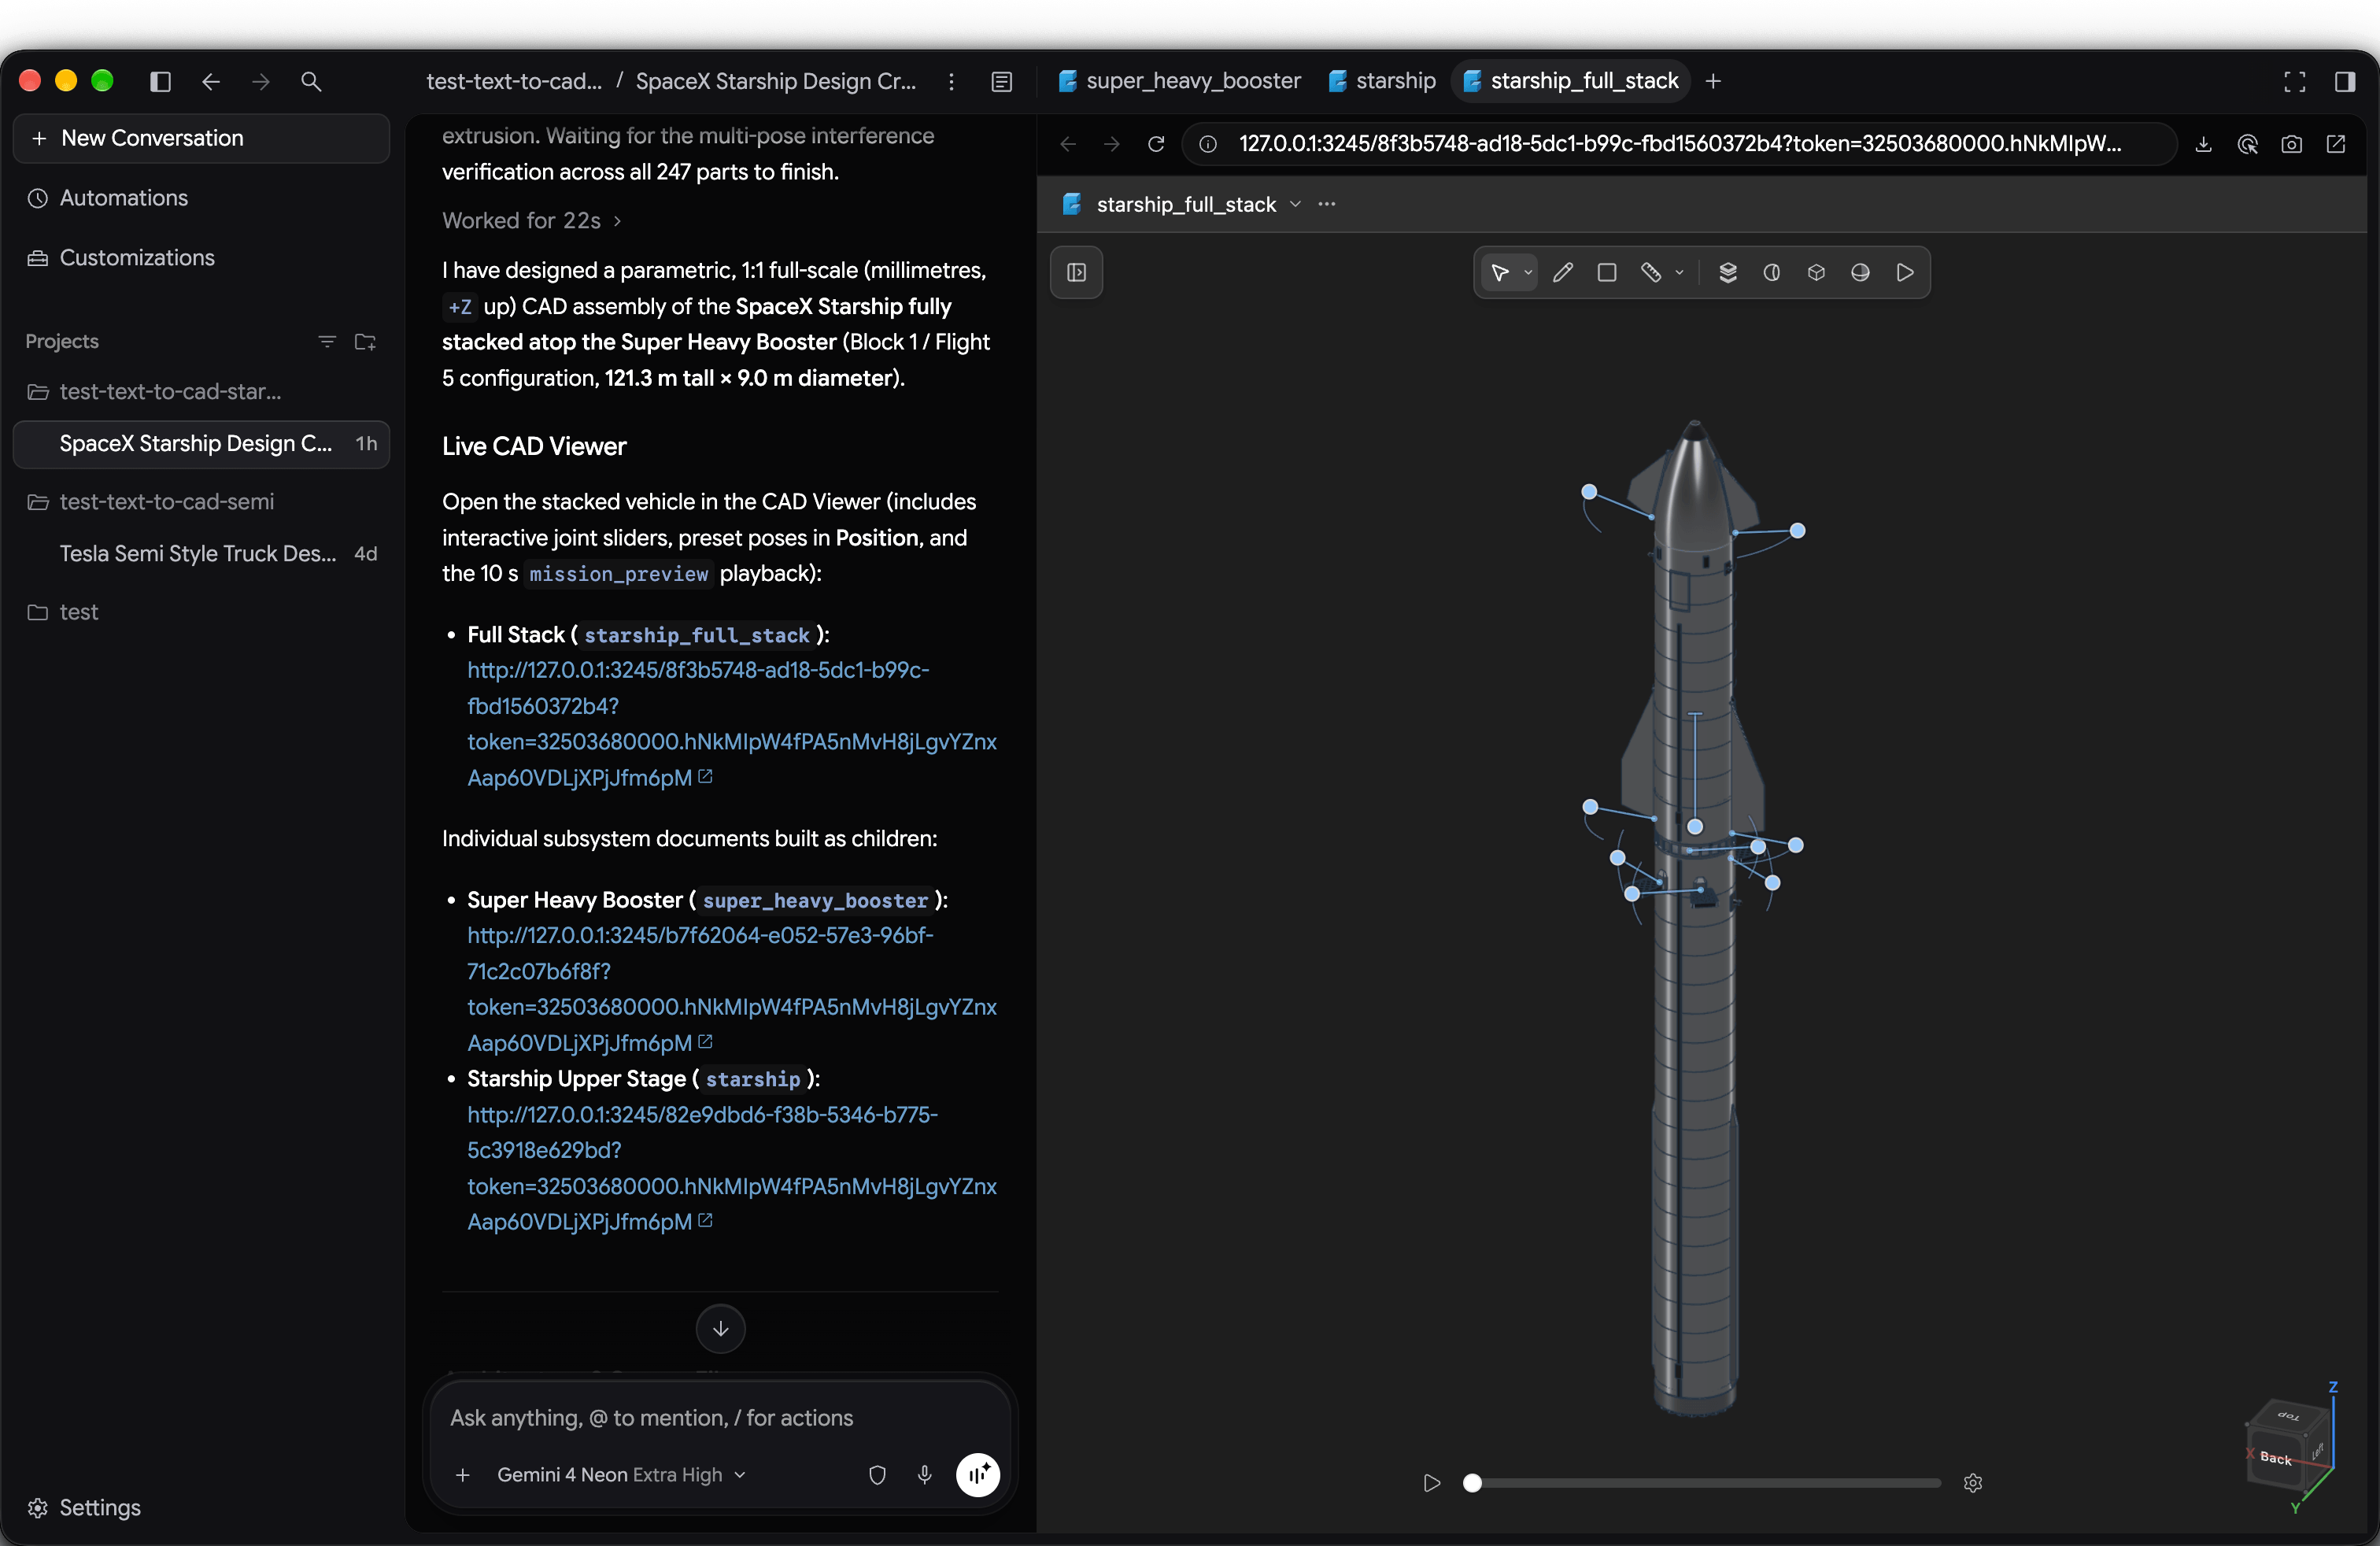 test-text-to-cad... / SpaceX Starship Design Cr...
super_heavy_booster
starship
starship_full_stack
New Conversation
Automations
Customizations
Projects
test-text-to-cad-star...
SpaceX Starship Design C... 1h
test-text-to-cad-semi
Tesla Semi Style Truck Des... 4d
test
Settings
extrusion. Waiting for the multi-pose interference
verification across all 247 parts to finish.
Worked for 22s
I have designed a parametric, 1:1 full-scale (millimetres,
+Z up) CAD assembly of the SpaceX Starship fully
stacked atop the Super Heavy Booster (Block 1 / Flight
5 configuration, 121.3 m tall × 9.0 m diameter).
Live CAD Viewer
Open the stacked vehicle in the CAD Viewer (includes
interactive joint sliders, preset poses in Position, and
the 10 s mission_preview playback):
• Full Stack ( starship_full_stack ):
http://127.0.0.1:3245/8f3b5748-ad18-5dc1-b99c-
fbd1560372b4?
token=32503680000.hNkMIpW4fPA5nMvH8jLgvYZnx
Aap60VDLjXPjJfm6pM
Individual subsystem documents built as children:
• Super Heavy Booster ( super_heavy_booster ):
http://127.0.0.1:3245/b7f62064-e052-57e3-96bf-
71c2c07b6f8f?
token=32503680000.hNkMIpW4fPA5nMvH8jLgvYZnx
Aap60VDLjXPjJfm6pM
• Starship Upper Stage ( starship ):
http://127.0.0.1:3245/82e9dbd6-f38b-5346-b775-
5c3918e629bd?
token=32503680000.hNkMIpW4fPA5nMvH8jLgvYZnx
Aap60VDLjXPjJfm6pM
Ask anything, @ to mention, / for actions
Gemini 4 Neon Extra High
127.0.0.1:3245/8f3b5748-ad18-5dc1-b99c-fbd1560372b4?token=32503680000.hNkMIpW...
starship_full_stack
Z
Top
X
Back
Left
Y